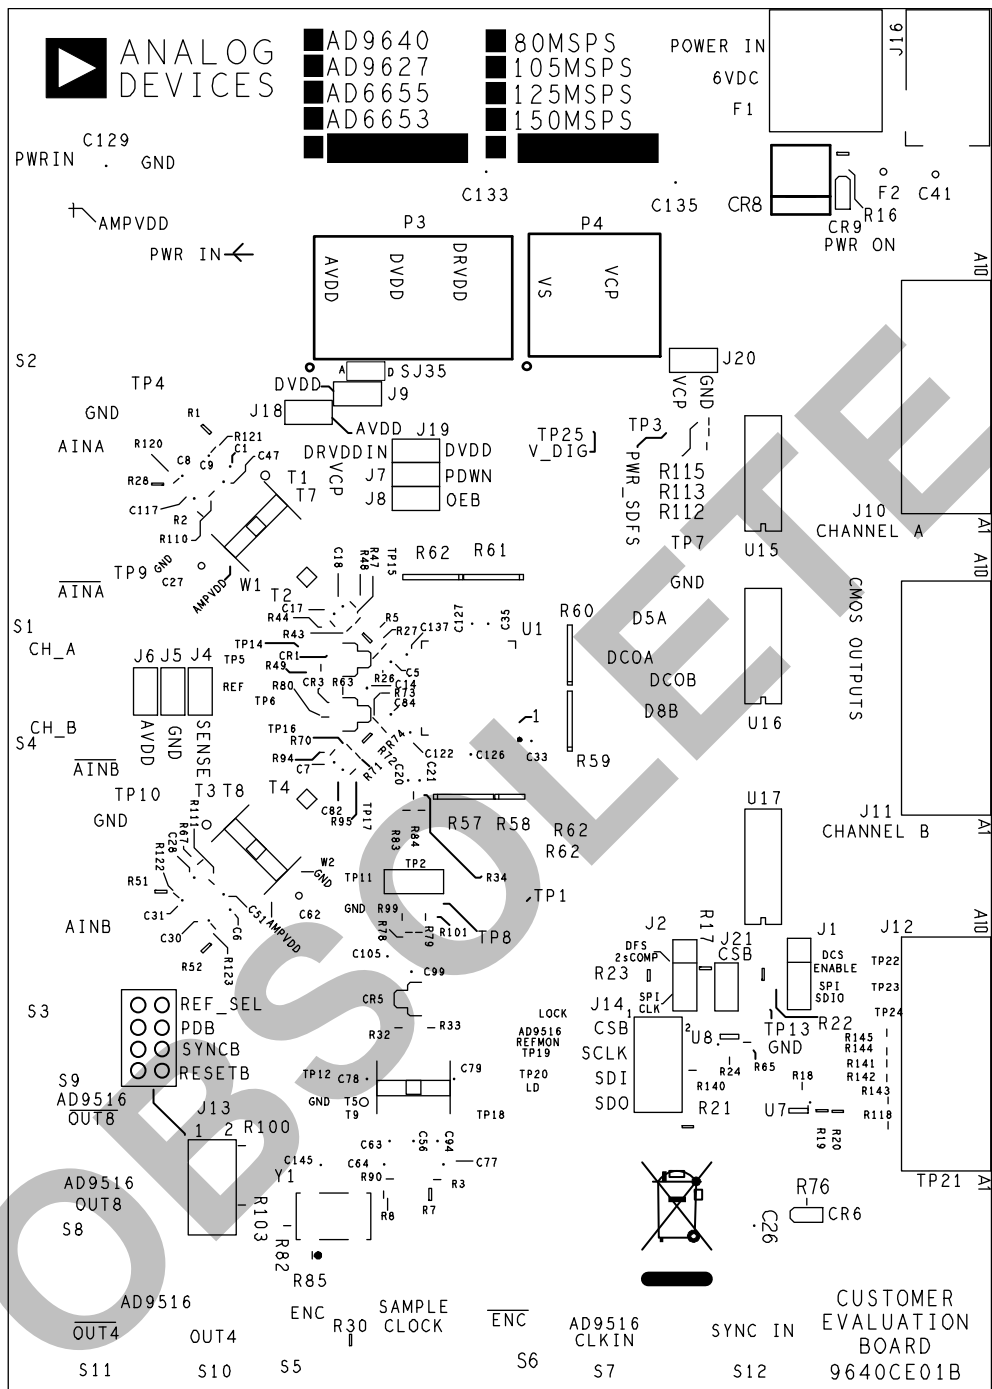 ANALOG
DEVICES
AD9640
AD9627
AD6655
AD6653
80MSPS
105MSPS
125MSPS
150MSPS
POWER IN
6VDC
F1
J16
C129
PWRIN
GND
C133
C135
CR8
CR9
R16
F2
C41
PWR ON
AMPVDD
PWR IN
P3
P4
AVDD
DVDD
DRVDD
VS
VCP
A10
S2
TP4
GND
A
D
SJ35
DVDD
J9
J18
AVDD
J20
VCP
GND
AINA
R1
R120
R121
C1
C47
C8
C9
R28
C117
R2
R110
T1
T7
DRVDDIN
J19
DVDD
VCP
J7
PDWN
J8
OEB
TP25
V_DIG
TP3
PWR_SDFS
R115
R113
R112
TP7
GND
U15
J10
CHANNEL A
A1
AINA
TP9
GND
C27
AMPVDD
W1
T2
C18
R48
R47
TP15
R62
R61
C17
R44
R43
R5
R27
C137
C127
C35
U1
R60
D5A
DCOA
DCOB
D8B
U16
CMOS OUTPUTS
A10
S1
CH_A
J6
J5
J4
TP14
TP5
CR1
R49
REF
R80
CR3
R63
R26
C5
C14
R73
C84
TP6
TP16
R70
R74
R72
R71
CH_B
S4
AVDD
GND
SENSE
R94
C7
C20
C21
C122
C126
C33
1
R59
AINB
TP10
GND
T3
T8
T4
C82
R95
TP17
R83
R84
R57
R58
R62
R62
U17
J11
CHANNEL B
A1
R111
R67
C28
R122
R51
C31
C30
C51
C6
AMPVDD
W2
GND
C62
AINB
R52
R123
TP11
TP2
R34
GND
R99
R78
R79
R101
TP1
TP8
C105
C99
CR5
R32
R33
J2
DFS
2sCOMP
R23
R17
J21
CSB
J1
DCS
ENABLE
SPI
SDIO
J12
A10
TP22
TP23
TP24
S3
REF_SEL
PDB
SYNCB
RESETB
LOCK
AD9516
REFMON
TP19
TP20
LD
J14
1
SPI
CLK
CSB
SCLK
SDI
SDO
2
U8
R24
R65
R140
R21
TP13
GND
R22
R145
R144
R141
R142
R143
R118
R18
U7
R19
R20
S9
AD9516
OUT8
J13
1
2
R100
TP12
C78
C79
GND
T5
T9
TP18
C63
C56
C94
C145
C64
C77
R90
R3
Y1
R8
R7
AD9516
OUT8
S8
R103
R82
R85
TP21
A1
R76
CR6
C26
AD9516
OUT4
OUT4
ENC
R30
SAMPLE
CLOCK
ENC
AD9516
CLKIN
SYNC IN
CUSTOMER
EVALUATION
BOARD
9640CE01B
S11
S10
S5
S6
S7
S12
OBSOLETE